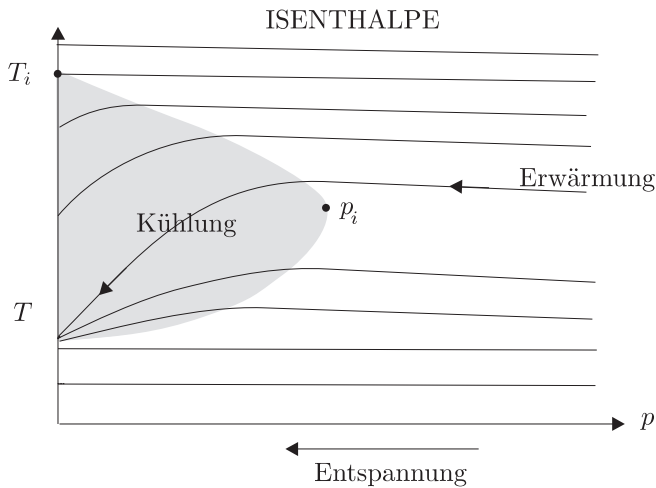 ISENTHALPE
T_i
Erwärmung
p_i
Kühlung
T
p
Entspannung